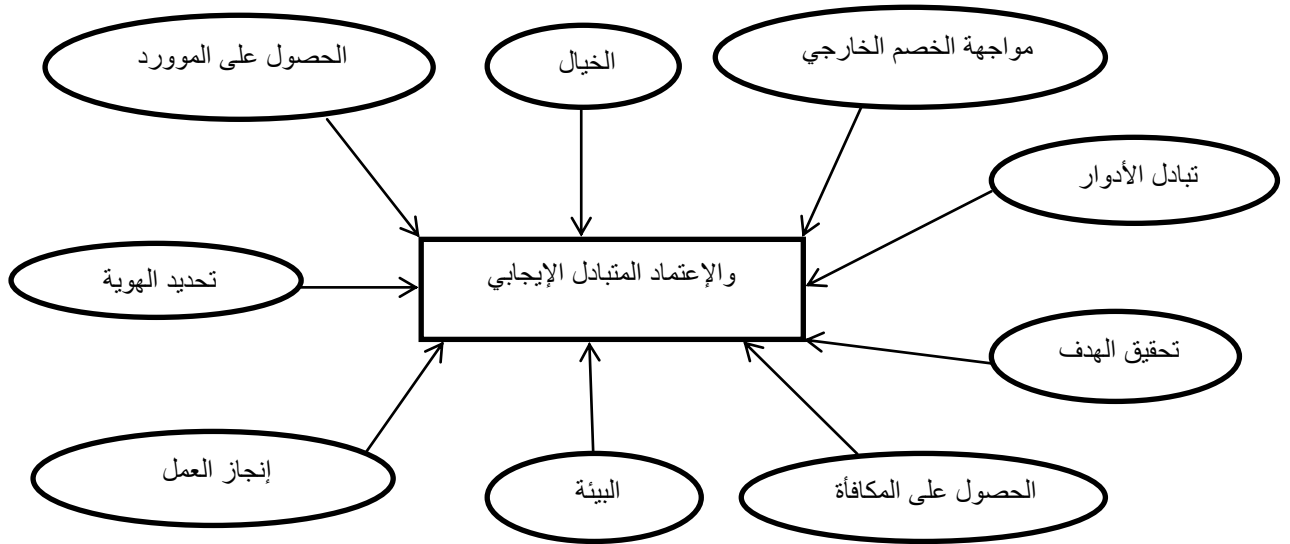 مواجهة الخصم الخارجي
الخيال
الحصول على الموورد
تبادل الأدوار
والإعتماد المتبادل الإيجابي
تحديد الهوية
تحقيق الهدف
الحصول على المكافأة
البيئة
إنجاز العمل